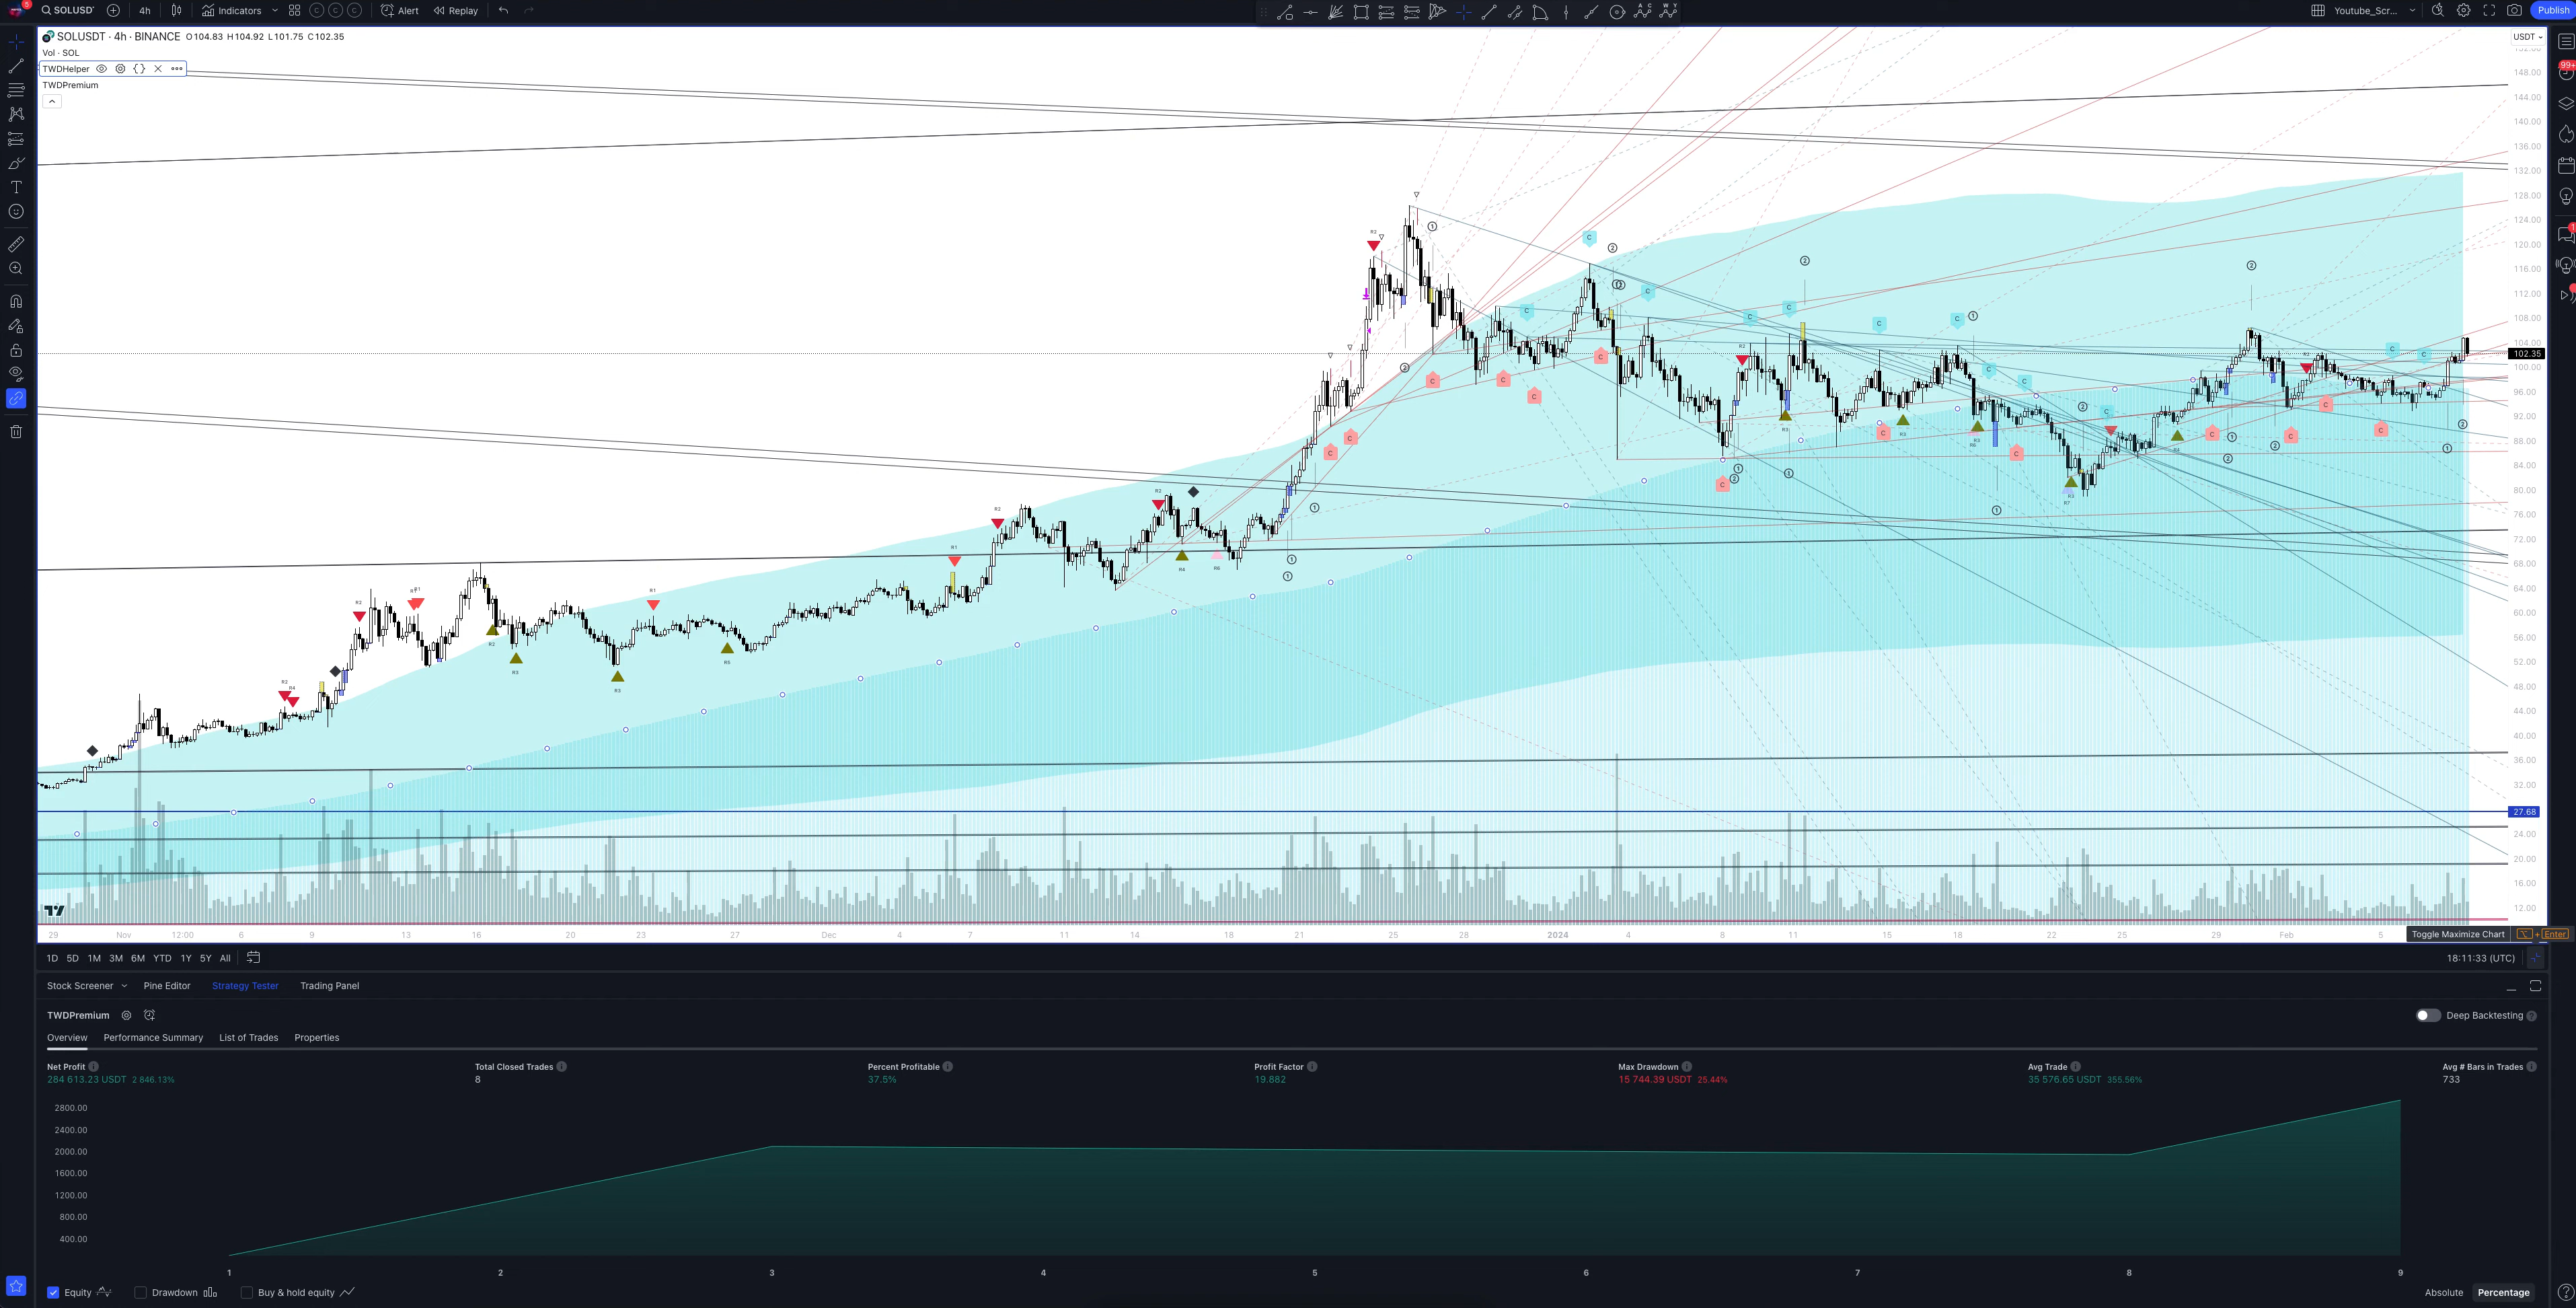 5
SOLUSDT
4h
Indicators
C C C
Alert
Replay
Youtube_Scr...
Publish
SOLUSDT · 4h · BINANCE O104.83 H104.92 L101.75 C102.35
USDT
Vol · SOL
TWDHelper
TWDPremium
99+
152.00
148.00
144.00
140.00
136.00
132.00
128.00
124.00
120.00
116.00
112.00
108.00
104.00
102.35
100.00
96.00
92.00
88.00
84.00
80.00
76.00
72.00
68.00
64.00
60.00
56.00
52.00
48.00
44.00
40.00
36.00
32.00
27.68
24.00
20.00
16.00
12.00
29 Nov 12:00 6 9 13 16 20 23 27 Dec 4 7 11 14 18 21 25 28 2024 4 8 11 15 18 22 25 29 Feb 5
Toggle Maximize Chart
+ Enter
1D 5D 1M 3M 6M YTD 1Y 5Y All
18:11:33 (UTC)
Stock Screener
Pine Editor
Strategy Tester
Trading Panel
TWDPremium
Deep Backtesting
Overview
Performance Summary
List of Trades
Properties
Net Profit
284 613.23 USDT 2 846.13%
Total Closed Trades
8
Percent Profitable
37.5%
Profit Factor
19.882
Max Drawdown
15 744.39 USDT 25.44%
Avg Trade
35 576.65 USDT 355.56%
Avg # Bars in Trades
733
2800.00
2400.00
2000.00
1600.00
1200.00
800.00
400.00
1 2 3 4 5 6 7 8 9
Equity
Drawdown
Buy & hold equity
Absolute
Percentage